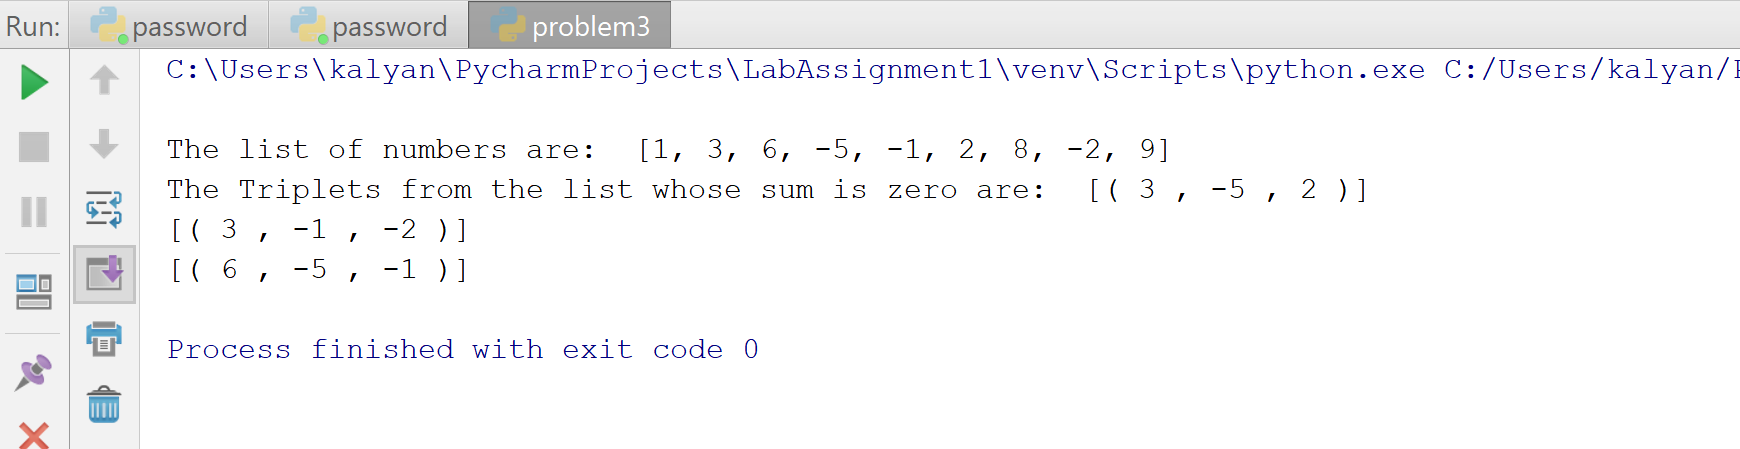 Run: password password problem3
C:\Users\kalyan\PycharmProjects\LabAssignment1\venv\Scripts\python.exe C:/Users/kalyan/
The list of numbers are:  [1, 3, 6, -5, -1, 2, 8, -2, 9]
The Triplets from the list whose sum is zero are:  [( 3 , -5 , 2 )]
[( 3 , -1 , -2 )]
[( 6 , -5 , -1 )]
Process finished with exit code 0